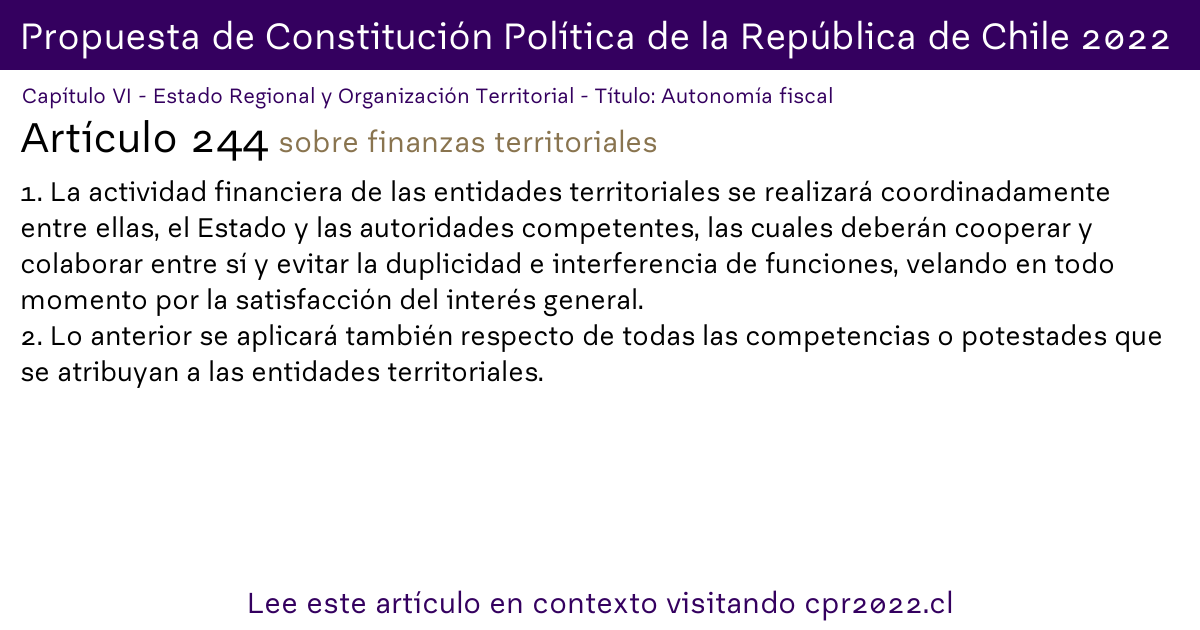 Propuesta de Constitución Política de la República de Chile 2022
Capítulo VI - Estado Regional y Organización Territorial - Título: Autonomía fiscal
Artículo 244 sobre finanzas territoriales
1. La actividad financiera de las entidades territoriales se realizará coordinadamente
entre ellas, el Estado y las autoridades competentes, las cuales deberán cooperar y
colaborar entre sí y evitar la duplicidad e interferencia de funciones, velando en todo
momento por la satisfacción del interés general.
2. Lo anterior se aplicará también respecto de todas las competencias o potestades que
se atribuyan a las entidades territoriales.
Lee este artículo en contexto visitando cpr2022.cl